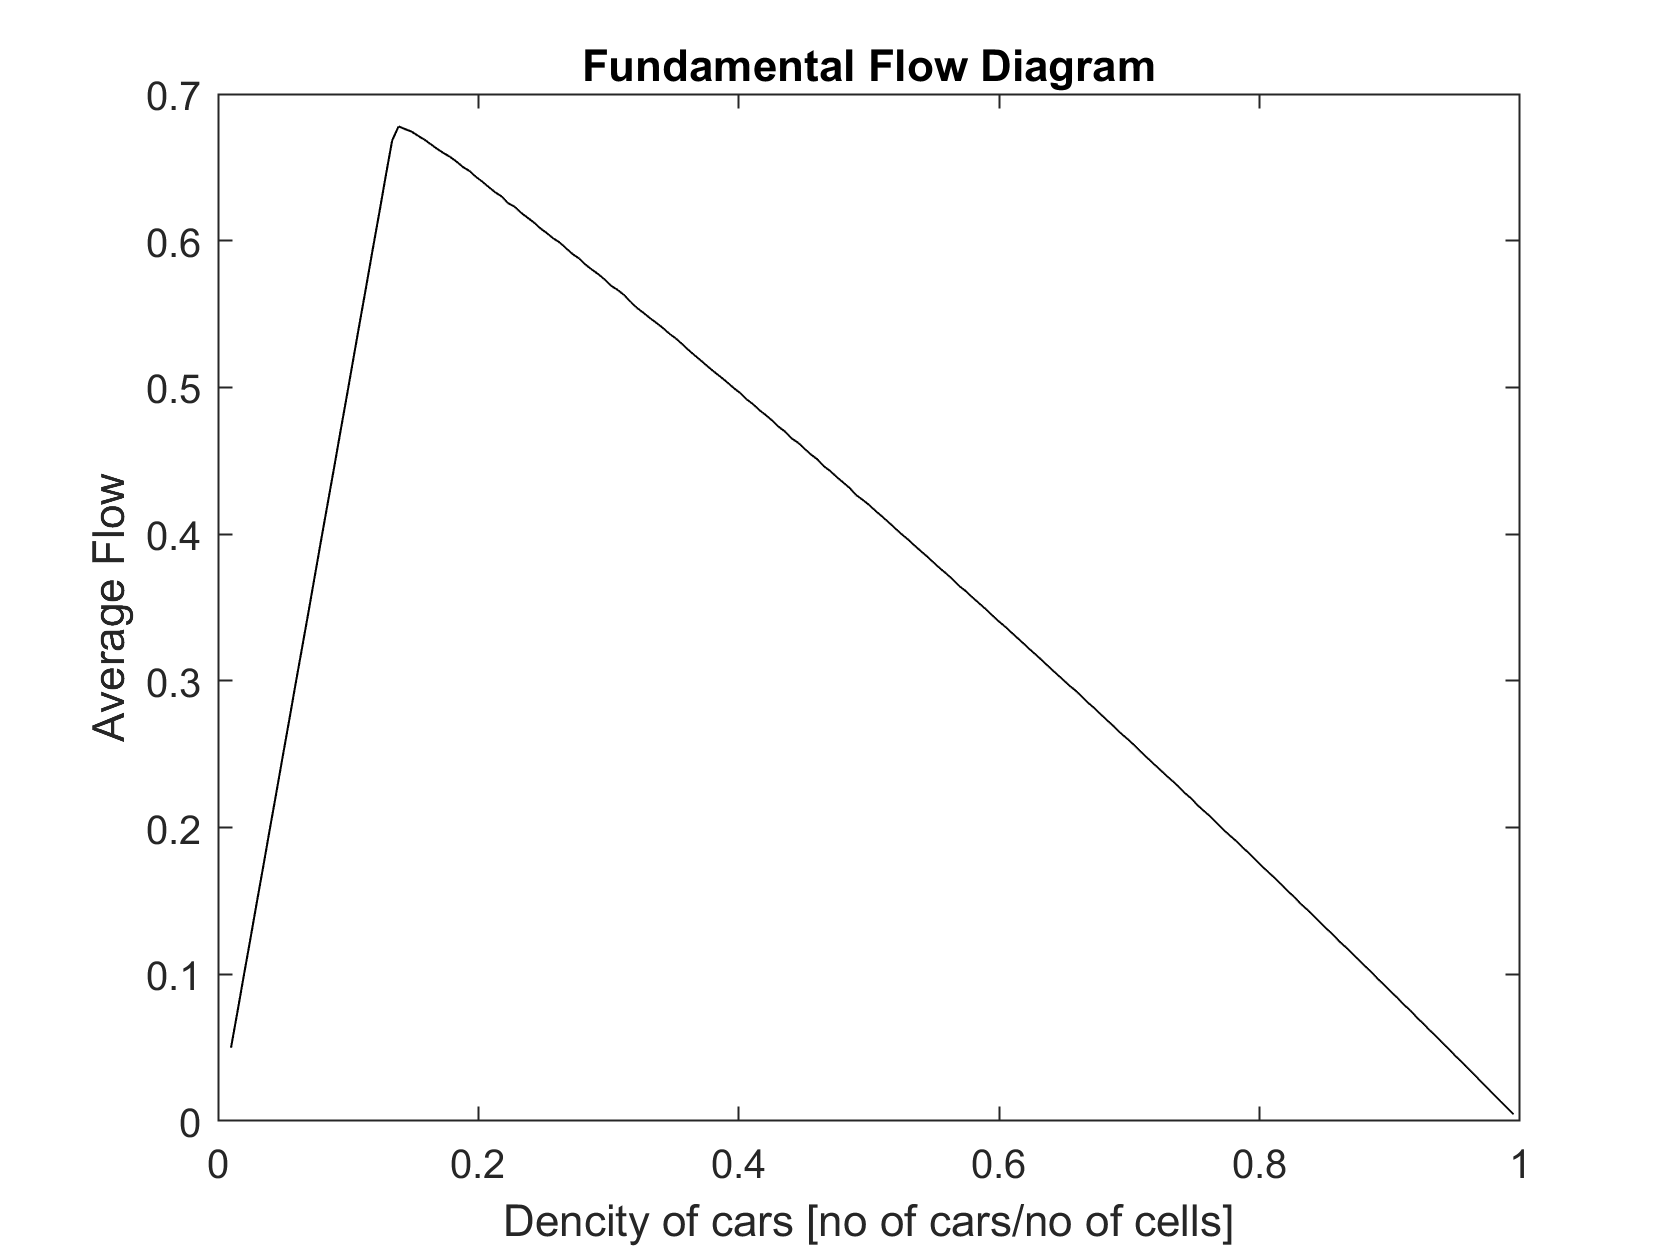 Fundamental Flow Diagram
0.7
0.6
0.5
0.4
0.3
0.2
0.1
0
Average Flow
0 0.2 0.4 0.6 0.8 1
Dencity of cars [no of cars/no of cells]